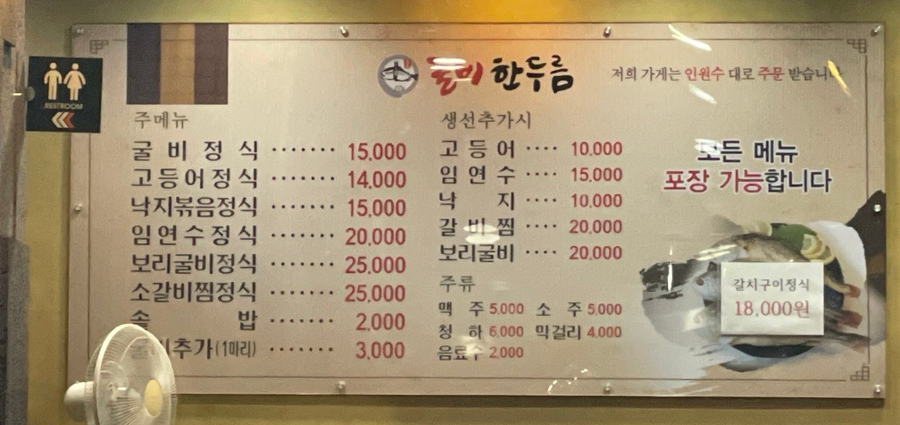 RESTROOM
굴비 한두름
저희 가게는 인원수 대로 주문 받습니다
주메뉴
굴비정식 ······· 15,000
고등어정식 ······· 14,000
낙지볶음정식 ······· 15,000
임연수정식 ······· 20,000
보리굴비정식 ······· 25,000
소갈비찜정식 ······· 25,000
솥밥 ······· 2,000
추가(1마리) ······· 3,000
생선추가시
고등어 ···· 10,000
임연수 ···· 15,000
낙지 ···· 10,000
갈비찜 ···· 20,000
보리굴비 ···· 20,000
주류
맥주 5,000 소주 5,000
청하 6,000 막걸리 4,000
음료수 2,000
모든 메뉴
포장 가능합니다
갈치구이정식
18,000원